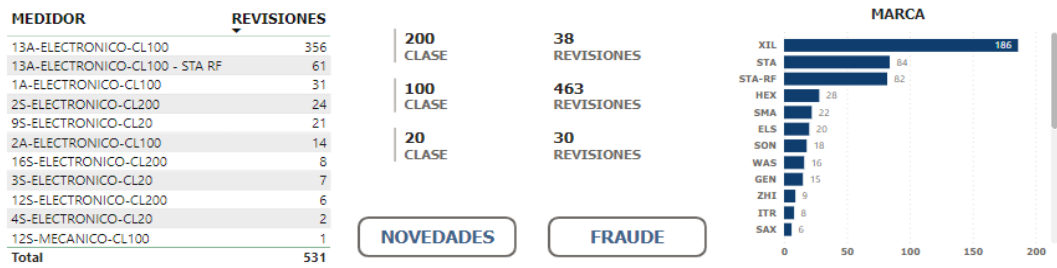 MEDIDOR REVISIONES
13A-ELECTRONICO-CL100 356
13A-ELECTRONICO-CL100 - STA RF 61
1A-ELECTRONICO-CL100 31
2S-ELECTRONICO-CL200 24
9S-ELECTRONICO-CL20 21
2A-ELECTRONICO-CL100 14
16S-ELECTRONICO-CL200 8
3S-ELECTRONICO-CL20 7
12S-ELECTRONICO-CL200 6
4S-ELECTRONICO-CL20 2
12S-MECANICO-CL100 1
Total 531
200 38
CLASE REVISIONES
100 463
CLASE REVISIONES
20 30
CLASE REVISIONES
NOVEDADES FRAUDE
MARCA
XIL 186
STA 84
STA-RF 82
HEX 28
SMA 22
ELS 20
SON 18
WAS 16
GEN 15
ZHI 9
ITR 8
SAX 6
0 50 100 150 200